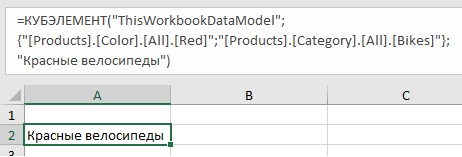 =КУБЭЛЕМЕНТ("ThisWorkbookDataModel";
{"[Products].[Color].[All].[Red]";"[Products].[Category].[All].[Bikes]"};
"Красные велосипеды")
A B C
1
2 Красные велосипеды
3